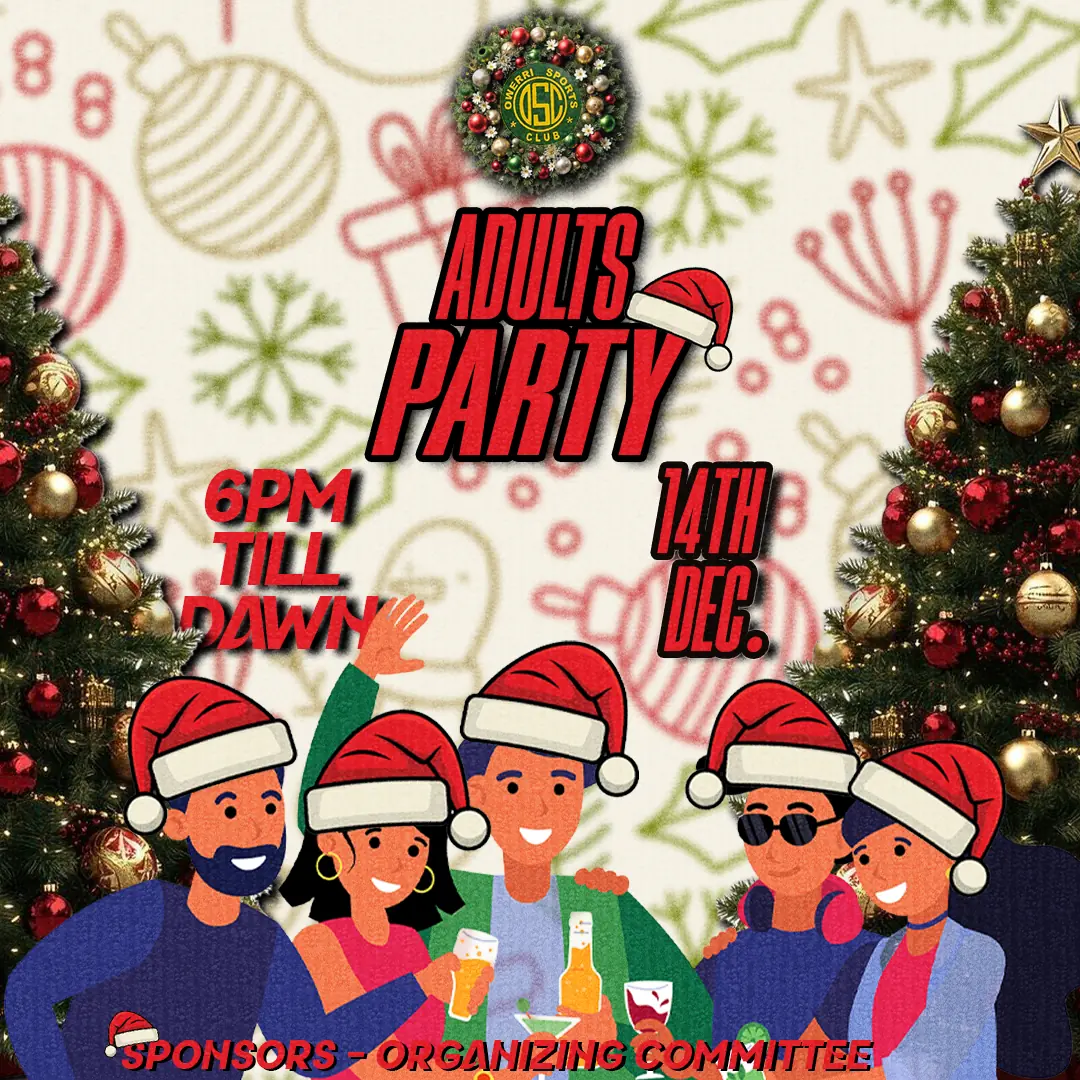 OWERRI SPORTS
OSC
CLUB
ADULTS
PARTY
6PM
TILL
DAWN
14TH
DEC.
SPONSORS - ORGANIZING COMMITTEE